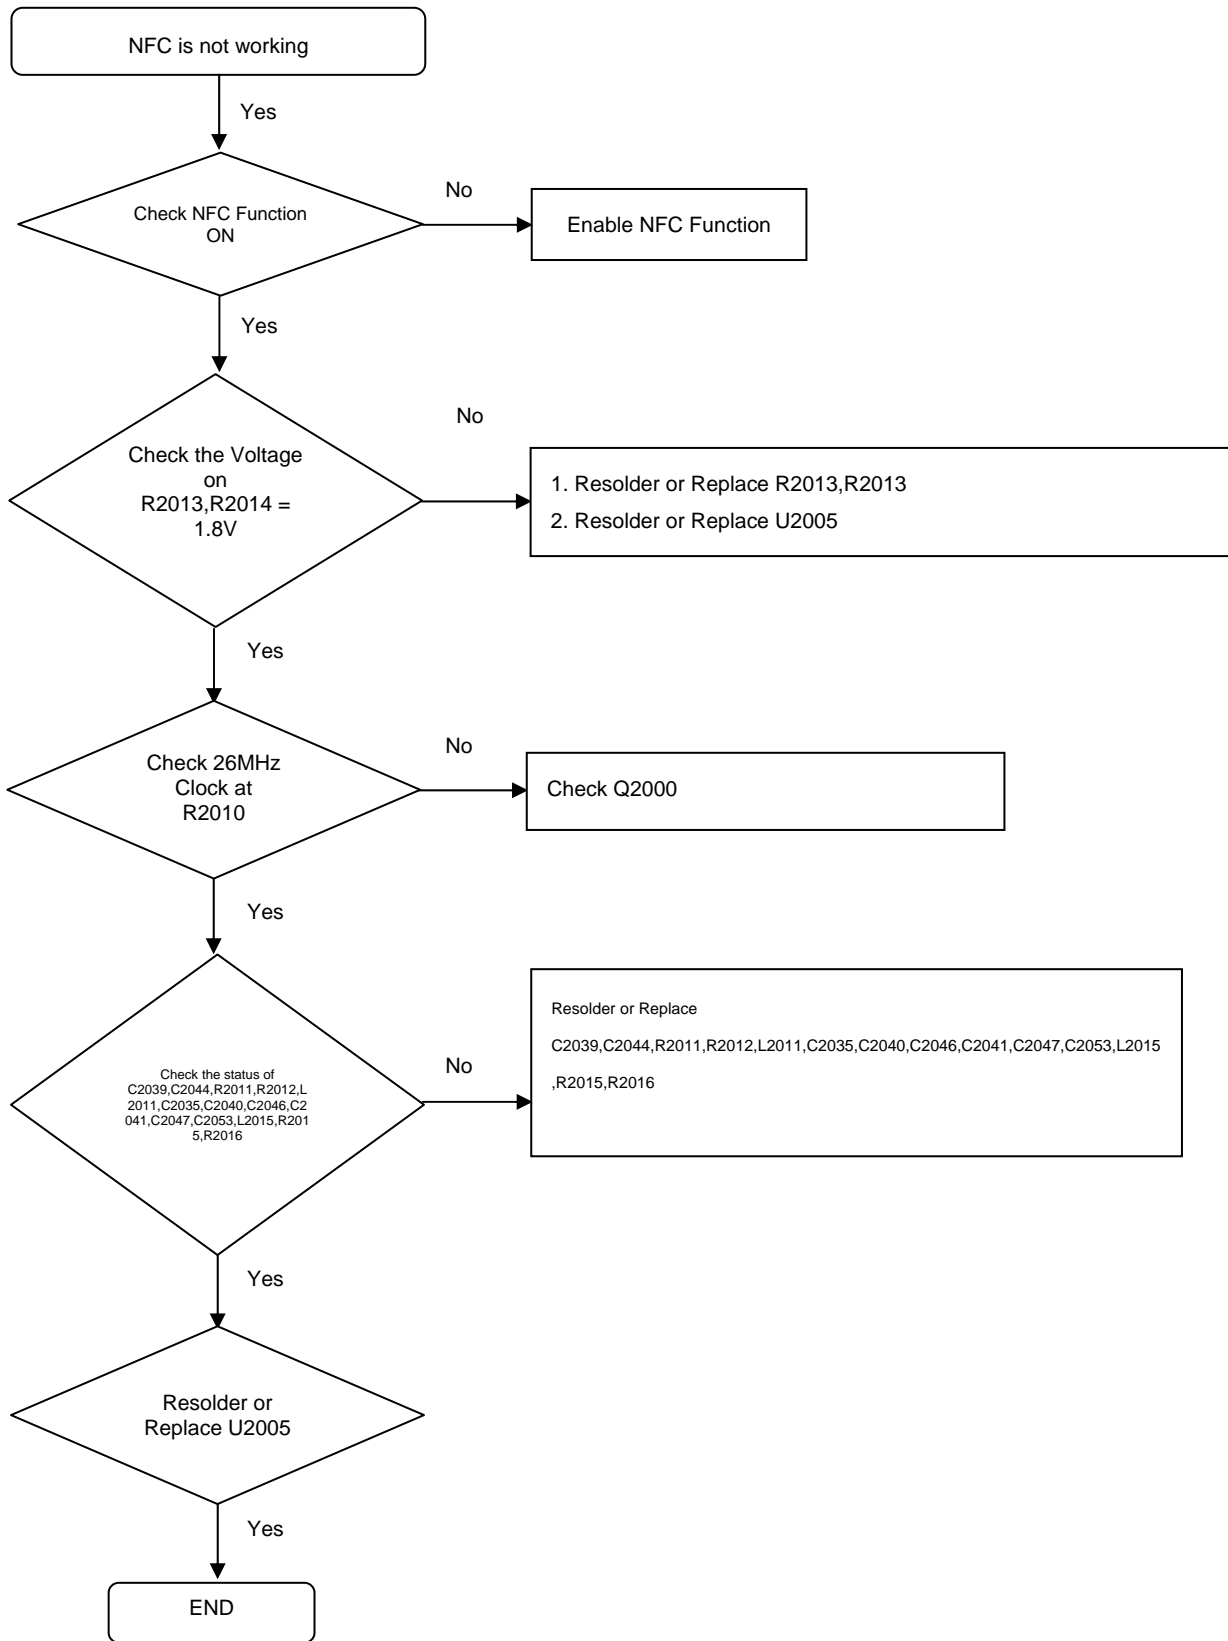 NFC is not working
Yes
Check NFC Function
ON
No
Enable NFC Function
Yes
Check the Voltage
on
R2013,R2014 =
1.8V
No
1. Resolder or Replace R2013,R2013
2. Resolder or Replace U2005
Yes
Check 26MHz
Clock at
R2010
No
Check Q2000
Yes
Check the status of
C2039,C2044,R2011,R2012,L
2011,C2035,C2040,C2046,C2
041,C2047,C2053,L2015,R201
5,R2016
No
Resolder or Replace
C2039,C2044,R2011,R2012,L2011,C2035,C2040,C2046,C2041,C2047,C2053,L2015
,R2015,R2016
Yes
Resolder or
Replace U2005
Yes
END